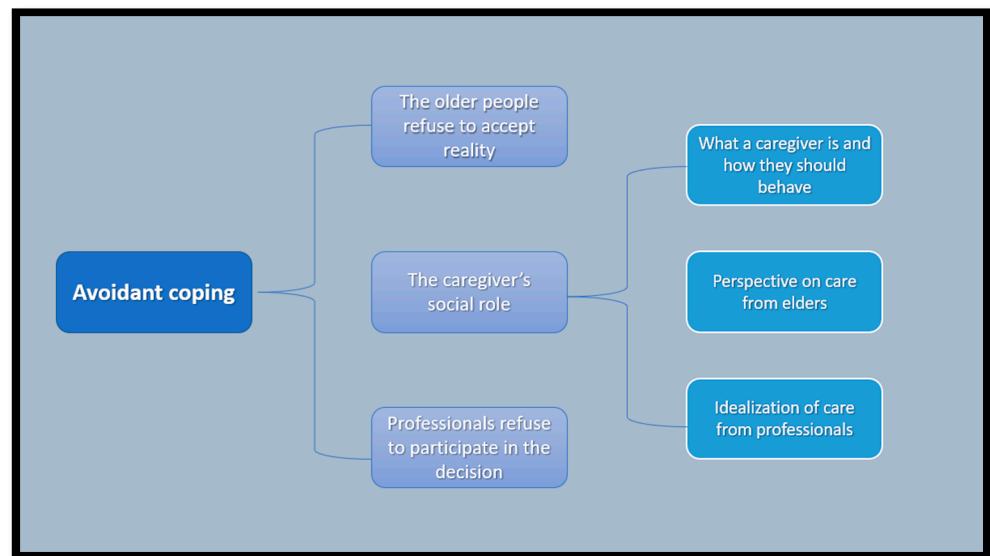 Avoidant coping
The older people
refuse to accept
reality
The caregiver’s
social role
Professionals refuse
to participate in the
decision
What a caregiver is and
how they should
behave
Perspective on care
from elders
Idealization of care
from professionals